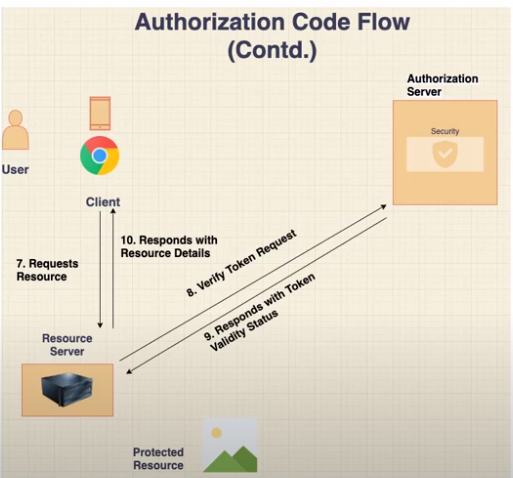 Authorization Code Flow
(Contd.)
Authorization
Server
Security
User
Client
10. Responds with
Resource Details
7. Requests
Resource
8. Verify Token Request
9. Responds with Token
Validity Status
Resource
Server
Protected
Resource